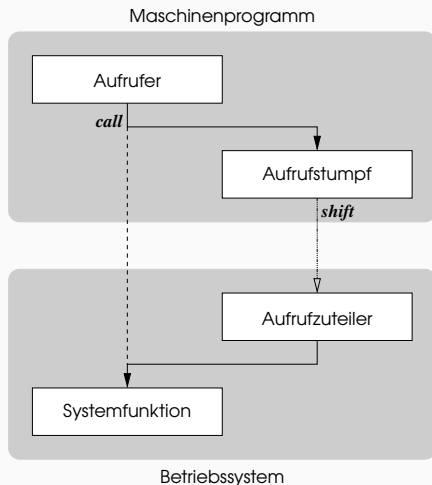 Maschinenprogramm
Aufrufer
call
Aufrufstumpf
shift
Aufrufzuteiler
Systemfunktion
Betriebssystem